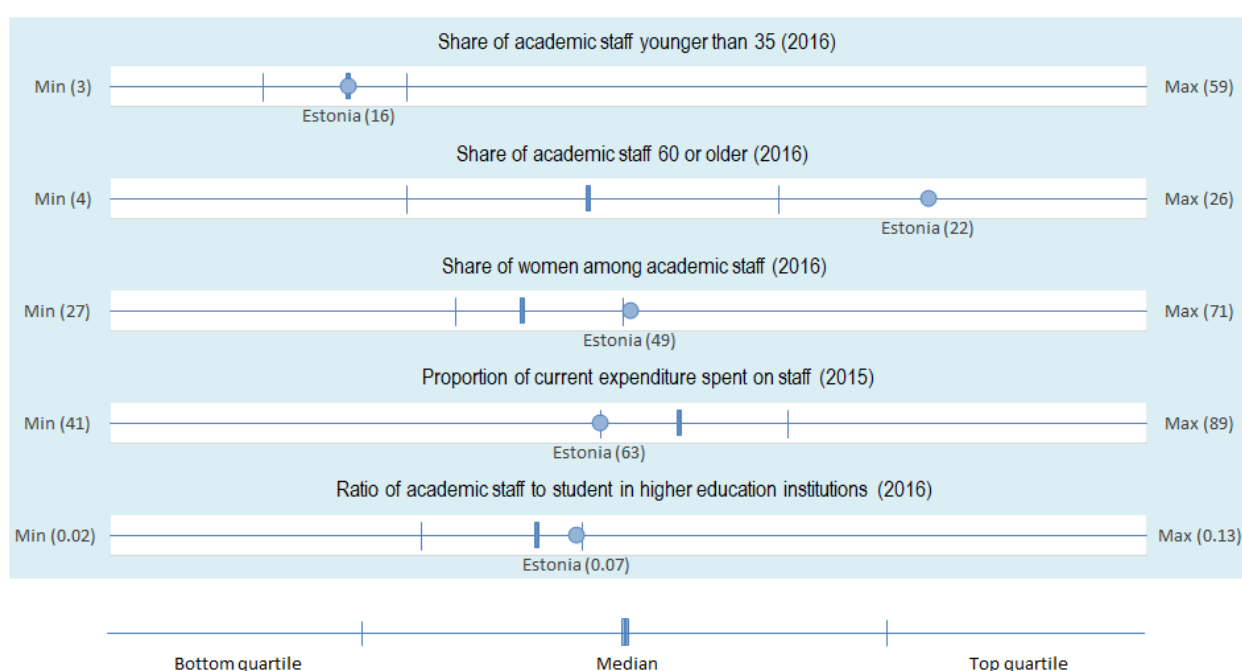 Share of academic staff younger than 35 (2016)
Min (3)
Max (59)
Estonia (16)
Share of academic staff 60 or older (2016)
Min (4)
Max (26)
Estonia (22)
Share of women among academic staff (2016)
Min (27)
Max (71)
Estonia (49)
Proportion of current expenditure spent on staff (2015)
Min (41)
Max (89)
Estonia (63)
Ratio of academic staff to student in higher education institutions (2016)
Min (0.02)
Max (0.13)
Estonia (0.07)
Bottom quartile
Median
Top quartile